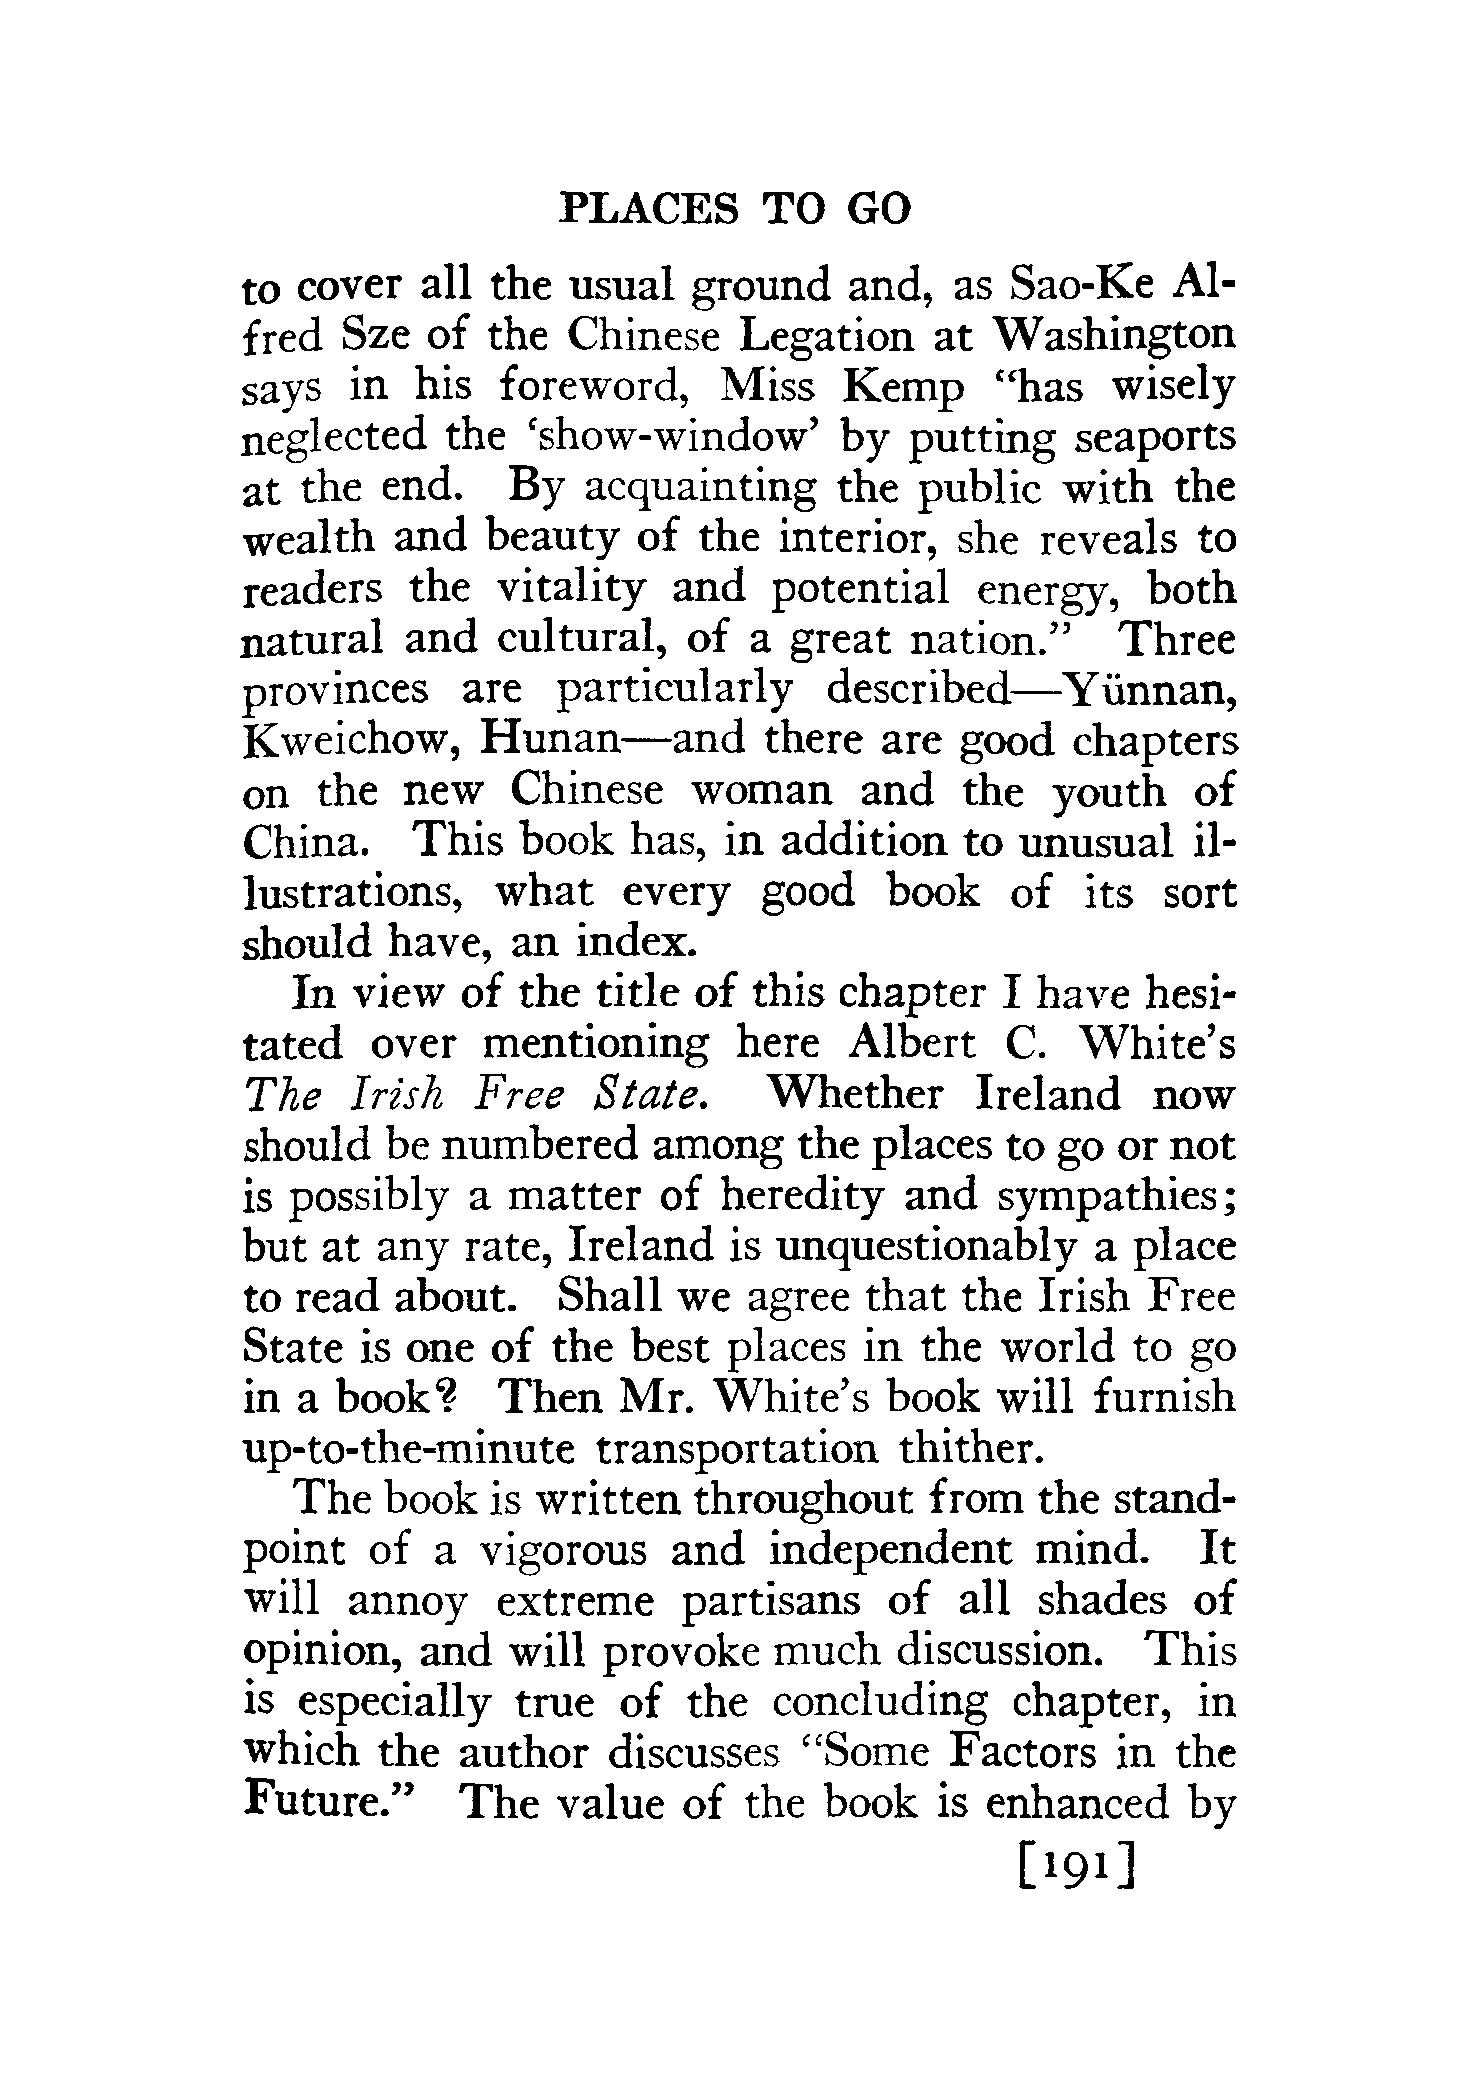 PLACES TO GO
to cover all the usual ground and, as Sao-Ke Al-
fred Sze of the Chinese Legation at Washington
says in his foreword, Miss Kemp “has wisely
neglected the ‘show-window’ by putting seaports
at the end. By acquainting the public with the
wealth and beauty of the interior, she reveals to
readers the vitality and potential energy, both
natural and cultural, of a great nation.” Three
provinces are particularly described—Yünnan,
Kweichow, Hunan—and there are good chapters
on the new Chinese woman and the youth of
China. This book has, in addition to unusual il-
lustrations, what every good book of its sort
should have, an index.
In view of the title of this chapter I have hesi-
tated over mentioning here Albert C. White’s
The Irish Free State. Whether Ireland now
should be numbered among the places to go or not
is possibly a matter of heredity and sympathies;
but at any rate, Ireland is unquestionably a place
to read about. Shall we agree that the Irish Free
State is one of the best places in the world to go
in a book? Then Mr. White’s book will furnish
up-to-the-minute transportation thither.
The book is written throughout from the stand-
point of a vigorous and independent mind. It
will annoy extreme partisans of all shades of
opinion, and will provoke much discussion. This
is especially true of the concluding chapter, in
which the author discusses “Some Factors in the
Future.” The value of the book is enhanced by
[191]